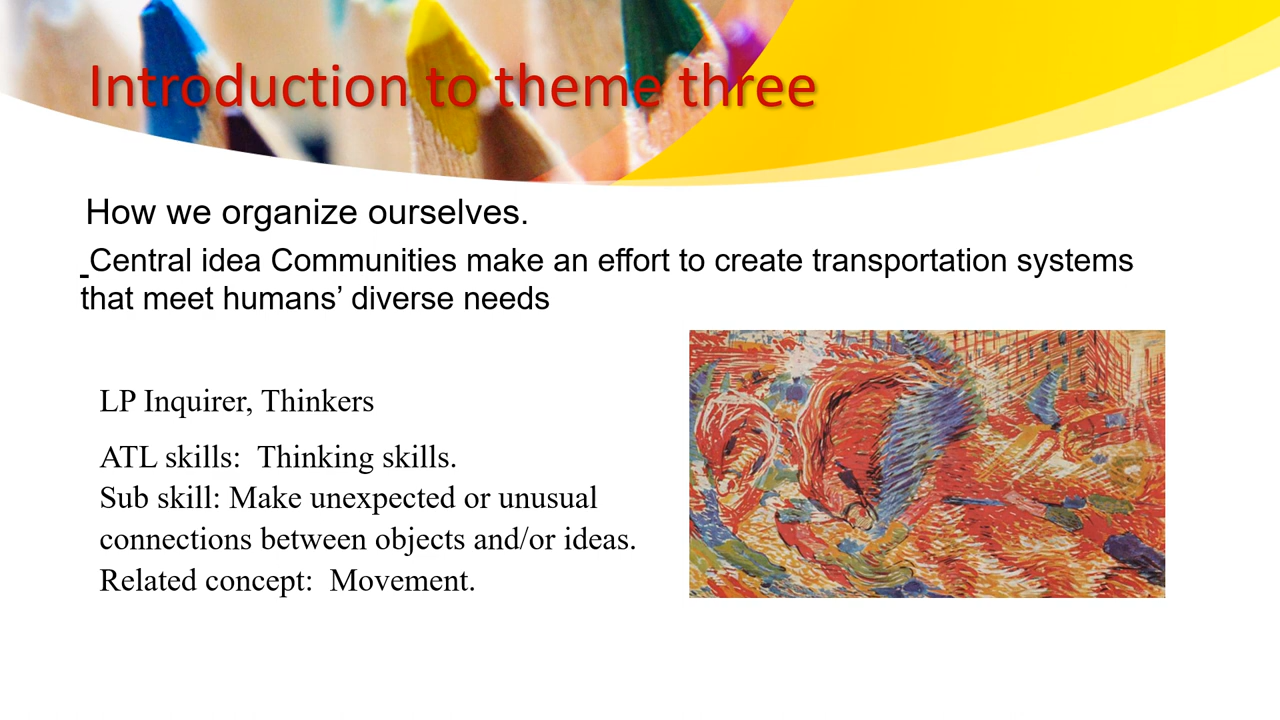 Introduction to theme three
How we organize ourselves.
Central idea Communities make an effort to create transportation systems
that meet humans’ diverse needs
LP Inquirer, Thinkers
ATL skills:  Thinking skills.
Sub skill: Make unexpected or unusual
connections between objects and/or ideas.
Related concept:  Movement.